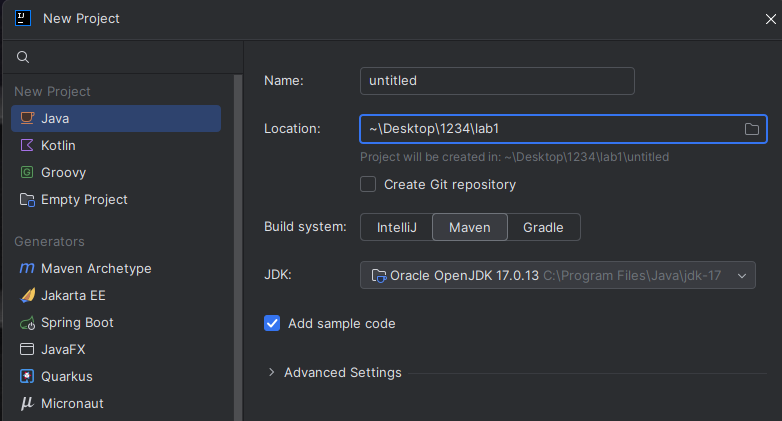 New Project
New Project
Java
Kotlin
Groovy
Empty Project
Generators
Maven Archetype
Jakarta EE
Spring Boot
JavaFX
Quarkus
Micronaut
Name: untitled
Location: ~\Desktop\1234\lab1
Project will be created in: ~\Desktop\1234\lab1\untitled
Create Git repository
Build system: IntelliJ Maven Gradle
JDK: Oracle OpenJDK 17.0.13 C:\Program Files\Java\jdk-17
Add sample code
Advanced Settings